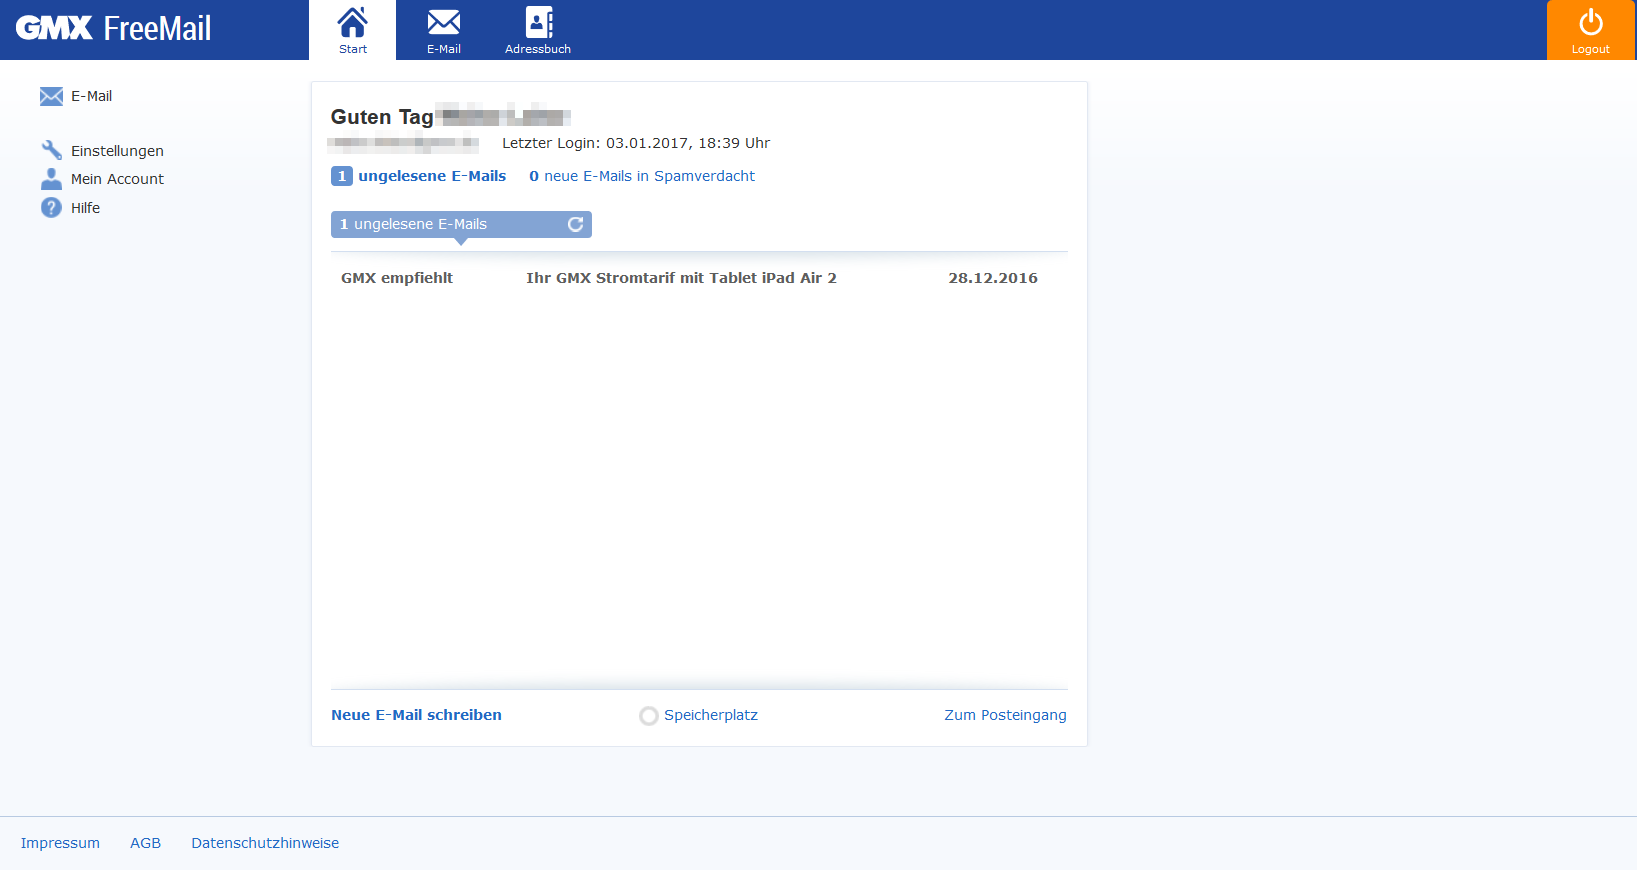 GMX FreeMail
Start
E-Mail
Adressbuch
Logout
E-Mail
Einstellungen
Mein Account
Hilfe
Guten Tag
Letzter Login: 03.01.2017, 18:39 Uhr
1 ungelesene E-Mails 0 neue E-Mails in Spamverdacht
1 ungelesene E-Mails
GMX empfiehlt Ihr GMX Stromtarif mit Tablet iPad Air 2 28.12.2016
Neue E-Mail schreiben Speicherplatz Zum Posteingang
Impressum AGB Datenschutzhinweise